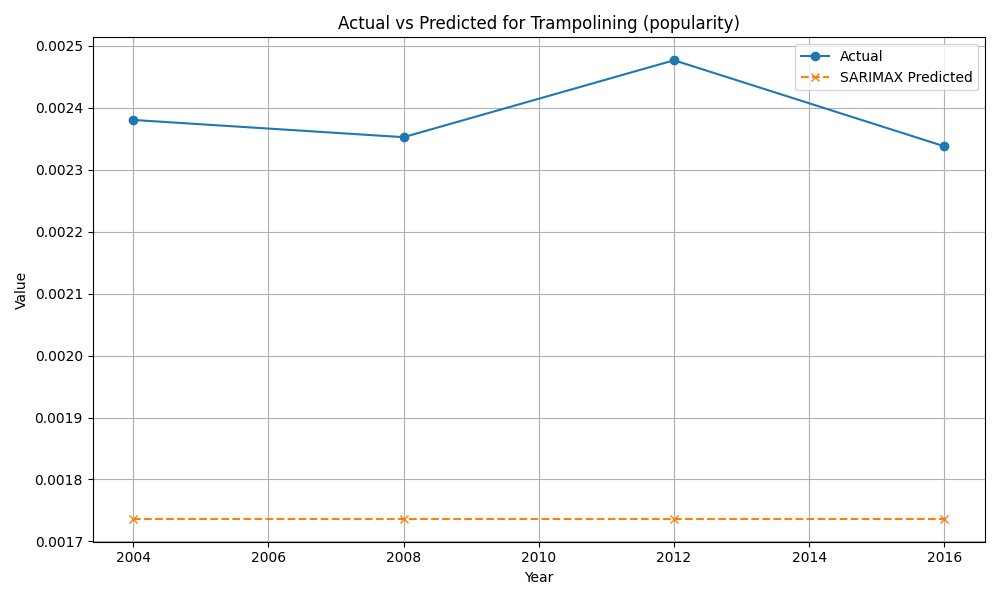 Actual vs Predicted for Trampolining (popularity)
Actual
SARIMAX Predicted
0.0025
0.0024
0.0023
0.0022
0.0021
0.0020
0.0019
0.0018
0.0017
Value
2004 2006 2008 2010 2012 2014 2016
Year